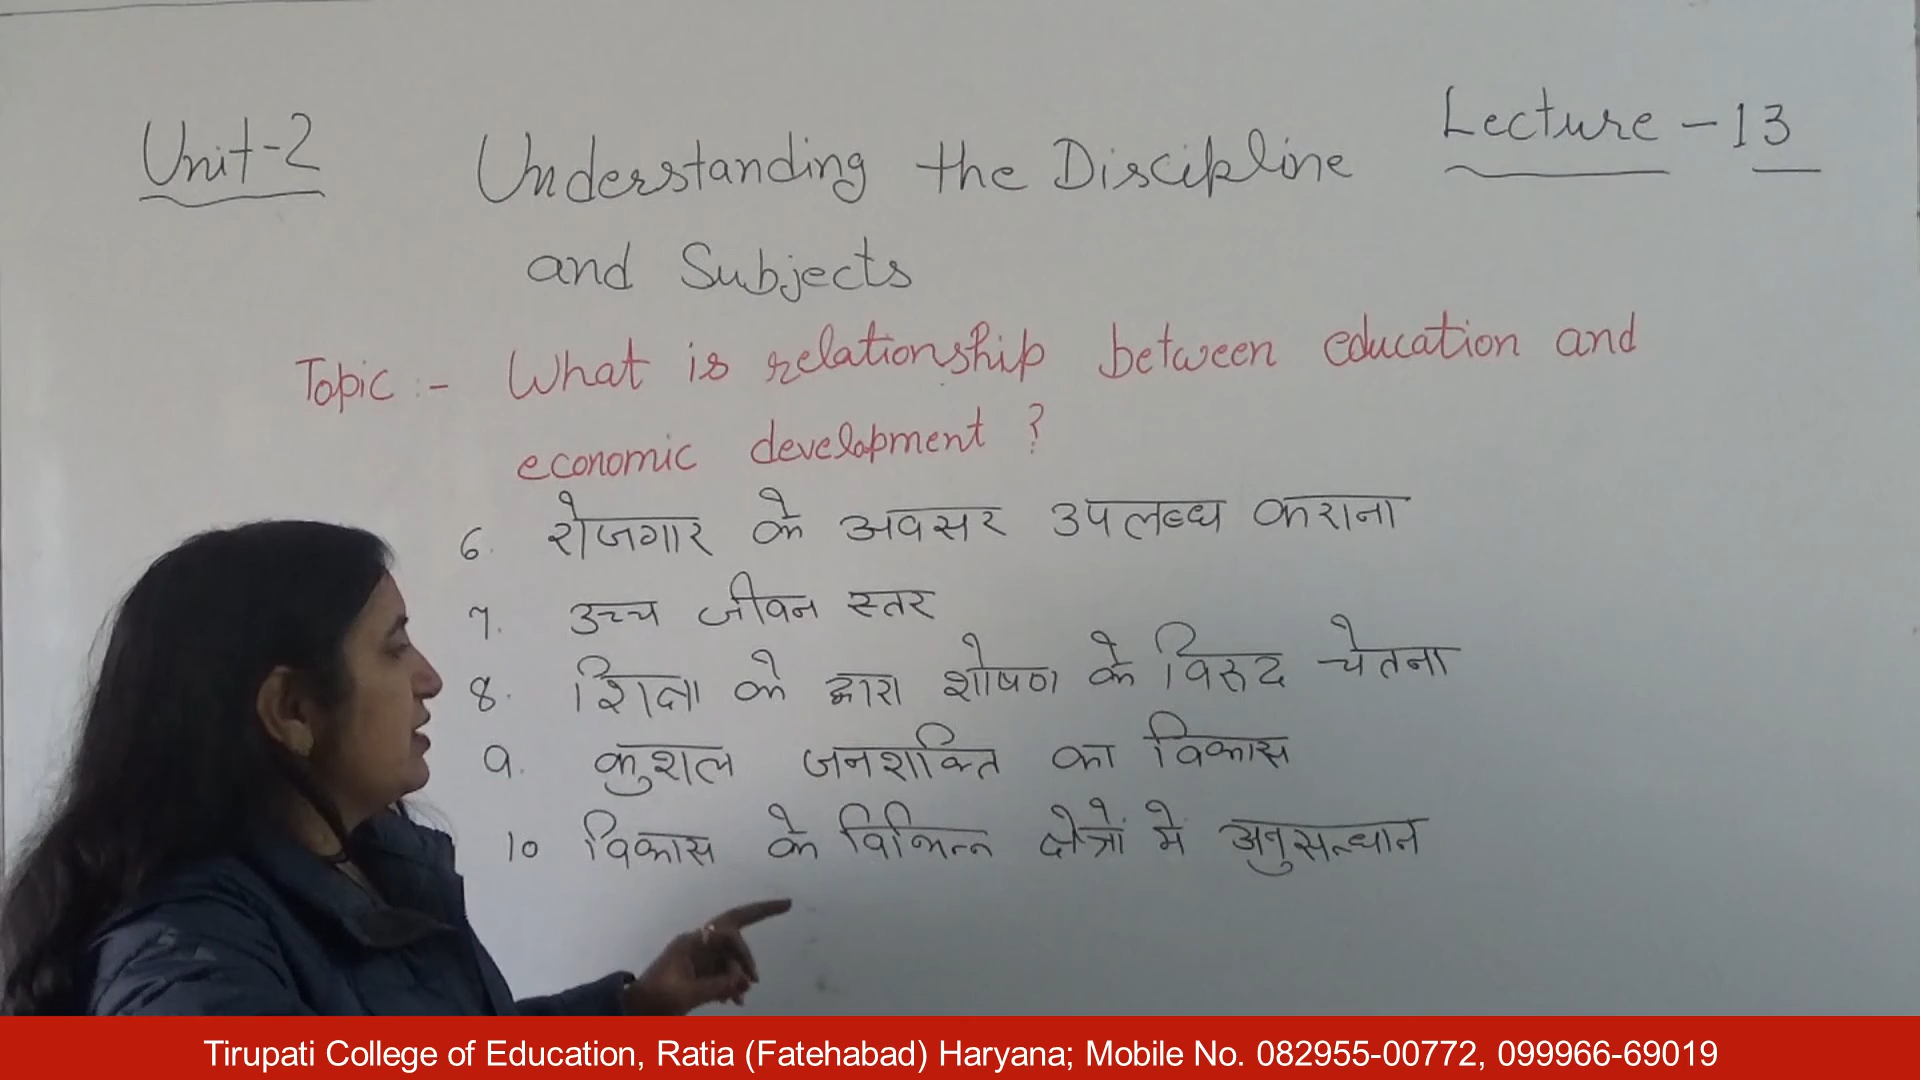 Unit-2
Lecture - 13
Understanding the Discipline
and Subjects
Topic :- What is relationship between education and
economic development ?
6. रोजगार के अवसर उपलब्ध कराना
7. उच्च जीवन स्तर
8. शिक्षा के द्वारा शोषण के विरुद्ध चेतना
9. कुशल जनशक्ति का विकास
10 विकास के विभिन्न क्षेत्रों में अनुसन्धान
Tirupati College of Education, Ratia (Fatehabad) Haryana; Mobile No. 082955-00772, 099966-69019